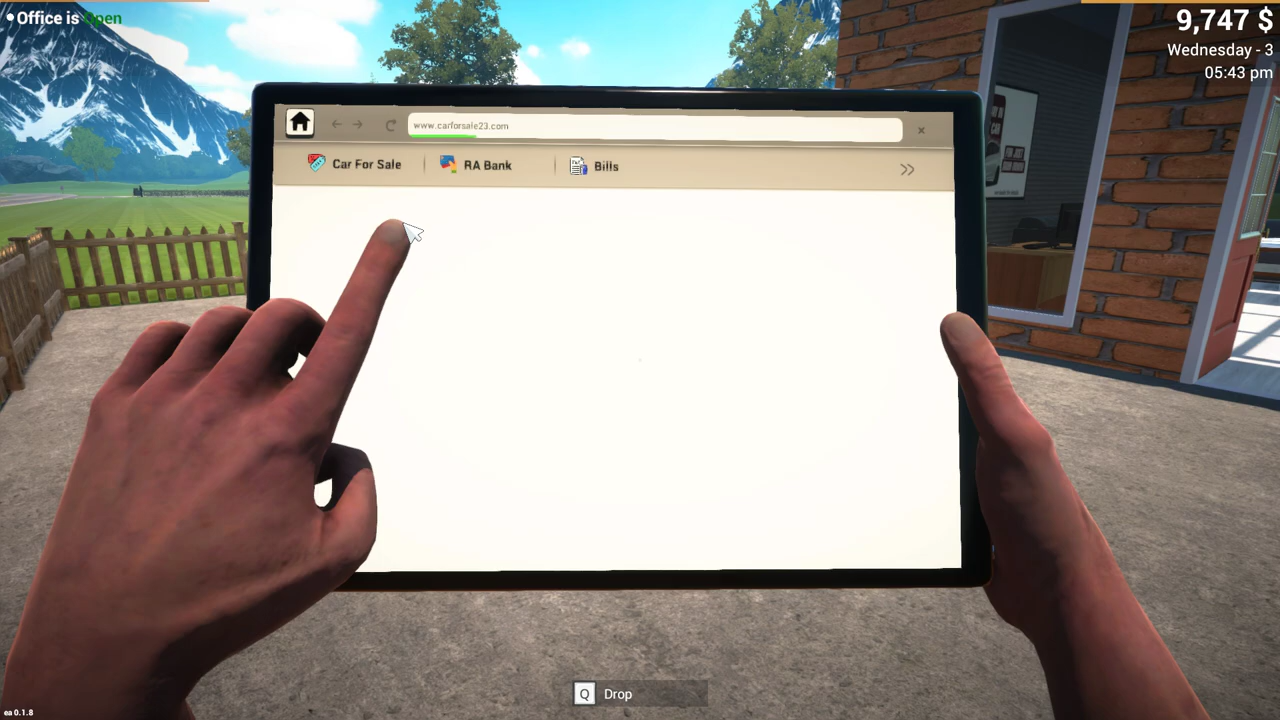 Office is Open
9,747 $
Wednesday - 3
05:43 pm
www.carforsale23.com
Car For Sale
RA Bank
Bills
Q Drop
ea 0.1.8